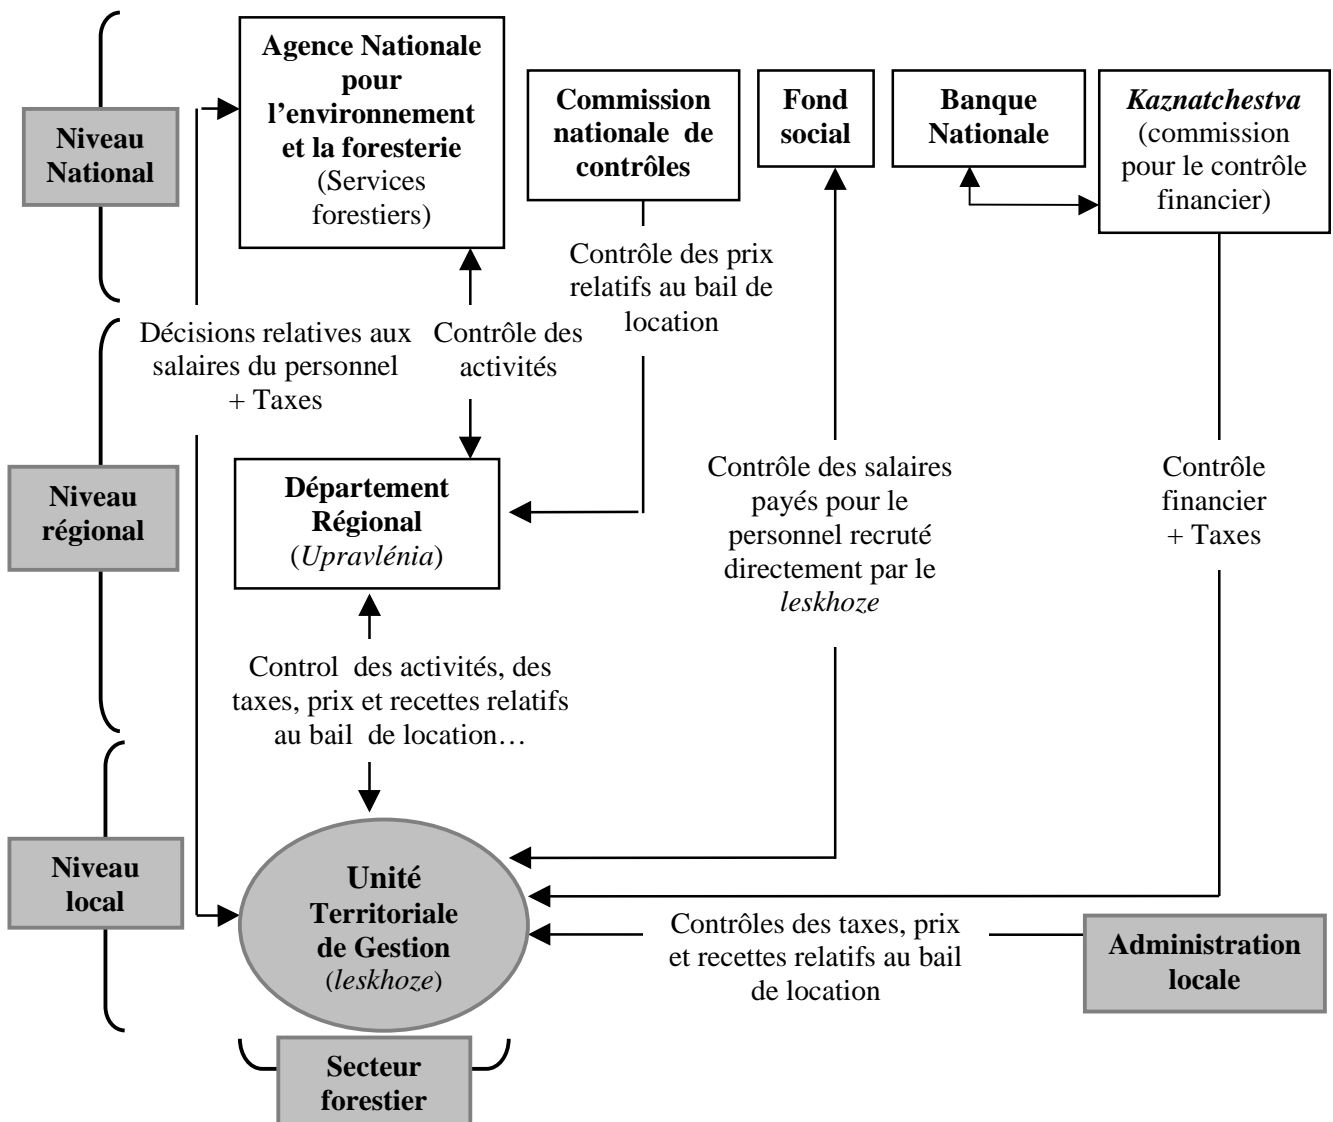 Agence Nationale
pour
l'environnement
et la foresterie
(Services
forestiers)
Commission
nationale de
contrôles
Fond
social
Banque
Nationale
Kaznatchestva
(commission
pour le contrôle
financier)
Niveau
National
Contrôle des prix
relatifs au bail de
location
Décisions relatives aux
salaires du personnel
+ Taxes
Contrôle des
activités
Niveau
régional
Département
Régional
(Upravlénia)
Contrôle des salaires
payés pour le
personnel recruté
directement par le
leskhoze
Contrôle
financier
+ Taxes
Control des activités, des
taxes, prix et recettes relatifs
au bail de location…
Niveau
local
Unité
Territoriale
de Gestion
(leskhoze)
Contrôles des taxes, prix
et recettes relatifs au bail
de location
Administration
locale
Secteur
forestier